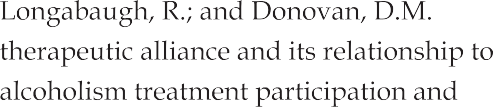 Longabaugh, R.; and Donovan, D.M.
therapeutic alliance and its relationship to
alcoholism treatment participation and